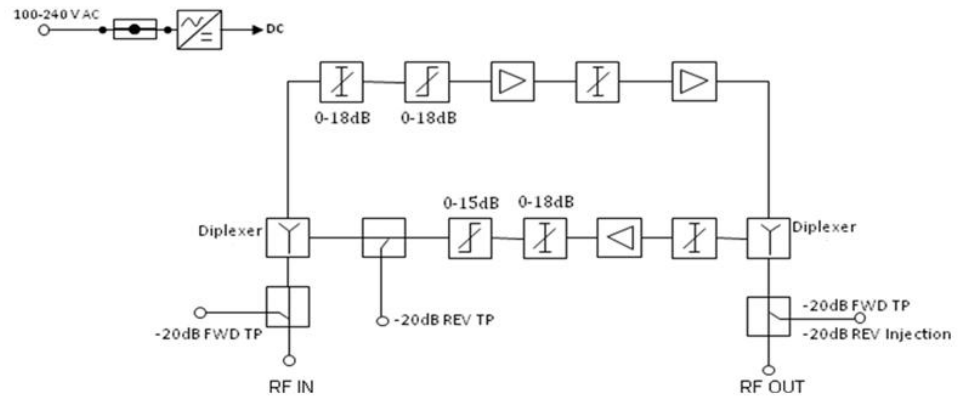 100-240 V AC
DC
0-18dB
0-18dB
0-15dB
0-18dB
Diplexer
Diplexer
-20dB FWD TP
-20dB REV TP
-20dB FWD TP
-20dB REV Injection
RF IN
RF OUT